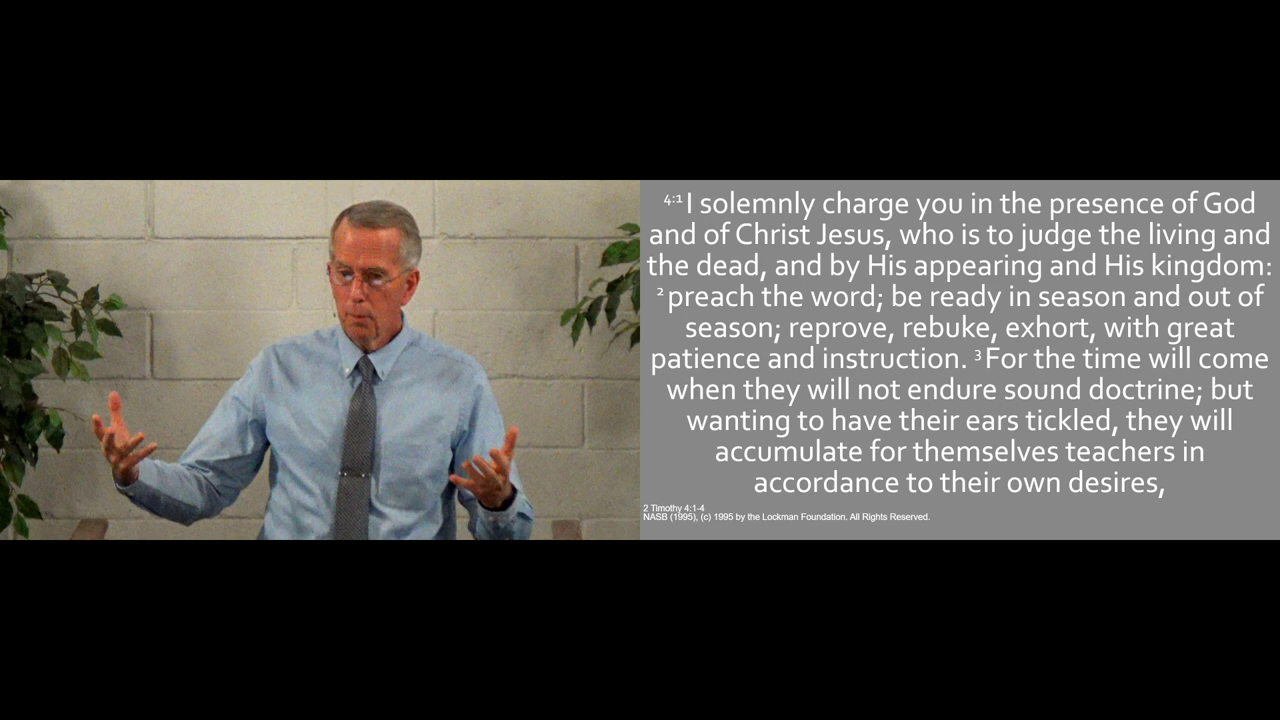 4:1 I solemnly charge you in the presence of God
and of Christ Jesus, who is to judge the living and
the dead, and by His appearing and His kingdom:
2 preach the word; be ready in season and out of
season; reprove, rebuke, exhort, with great
patience and instruction. 3 For the time will come
when they will not endure sound doctrine; but
wanting to have their ears tickled, they will
accumulate for themselves teachers in
accordance to their own desires,
2 Timothy 4:1-4
NASB (1995), (c) 1995 by the Lockman Foundation. All Rights Reserved.